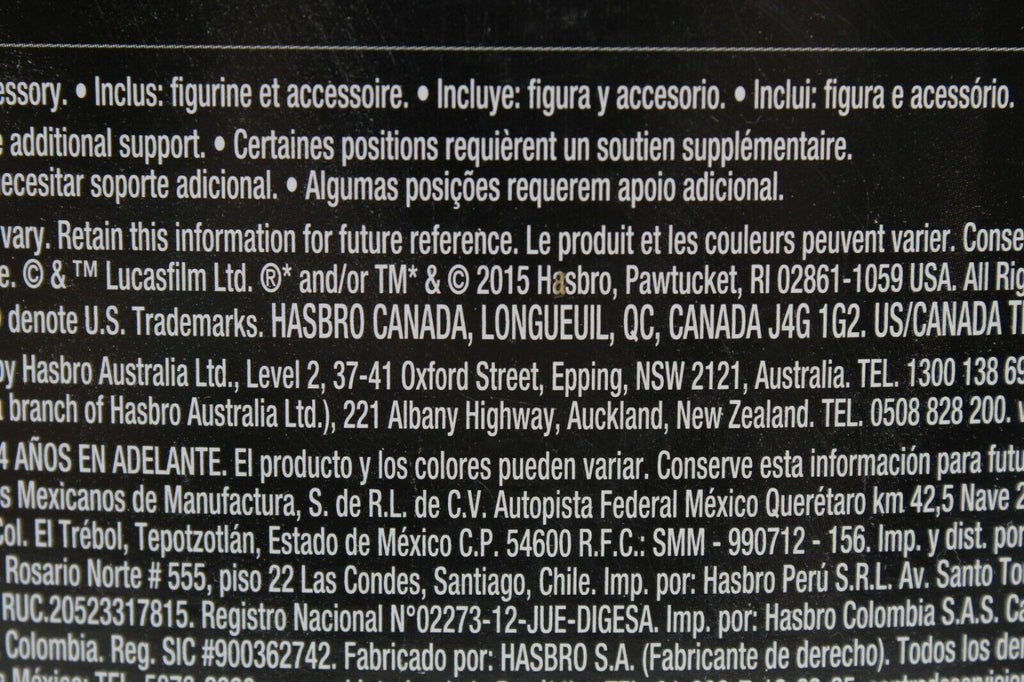 essory. • Inclus: figurine et accessoire. • Incluye: figura y accesorio. • Inclui: figura e acessório.
additional support. • Certaines positions requièrent un soutien supplémentaire.
ecesitar soporte adicional. • Algumas posições requerem apoio adicional.
vary. Retain this information for future reference. Le produit et les couleurs peuvent varier. Conse
e. © & ™ Lucasfilm Ltd. ®* and/or TM* & © 2015 Hasbro, Pawtucket, RI 02861-1059 USA. All Rig
denote U.S. Trademarks. HASBRO CANADA, LONGUEUIL, QC, CANADA J4G 1G2. US/CANADA T
by Hasbro Australia Ltd., Level 2, 37-41 Oxford Street, Epping, NSW 2121, Australia. TEL. 1300 138 69
branch of Hasbro Australia Ltd.), 221 Albany Highway, Auckland, New Zealand. TEL. 0508 828 200.
4 AÑOS EN ADELANTE. El producto y los colores pueden variar. Conserve esta información para futu
s Mexicanos de Manufactura, S. de R.L. de C.V. Autopista Federal México Querétaro km 42,5 Nave 2
Col. El Trébol, Tepotzotlán, Estado de México C.P. 54600 R.F.C.: SMM - 990712 - 156. Imp. y dist. por
Rosario Norte # 555, piso 22 Las Condes, Santiago, Chile. Imp. por: Hasbro Perú S.R.L. Av. Santo To
RUC.20523317815. Registro Nacional N°02273-12-JUE-DIGESA. Imp. por: Hasbro Colombia S.A.S. Ca
Colombia. Reg. SIC #900362742. Fabricado por: HASBRO S.A. (Fabricante de derecho). Todos los der
México: TEL.